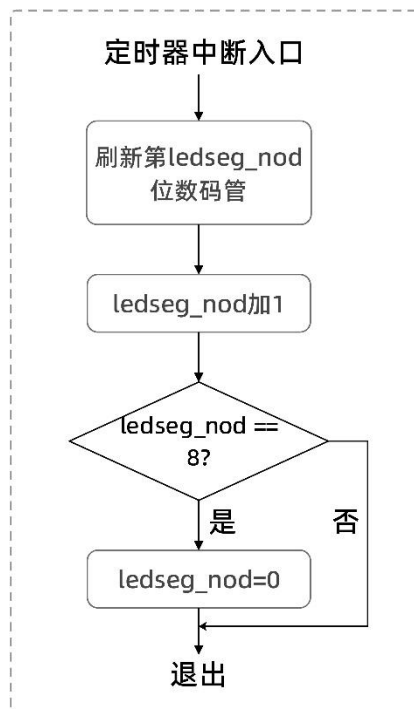 定时器中断入口
刷新第ledseg_nod
位数码管
ledseg_nod加1
ledseg_nod ==
8?
是
否
ledseg_nod=0
退出